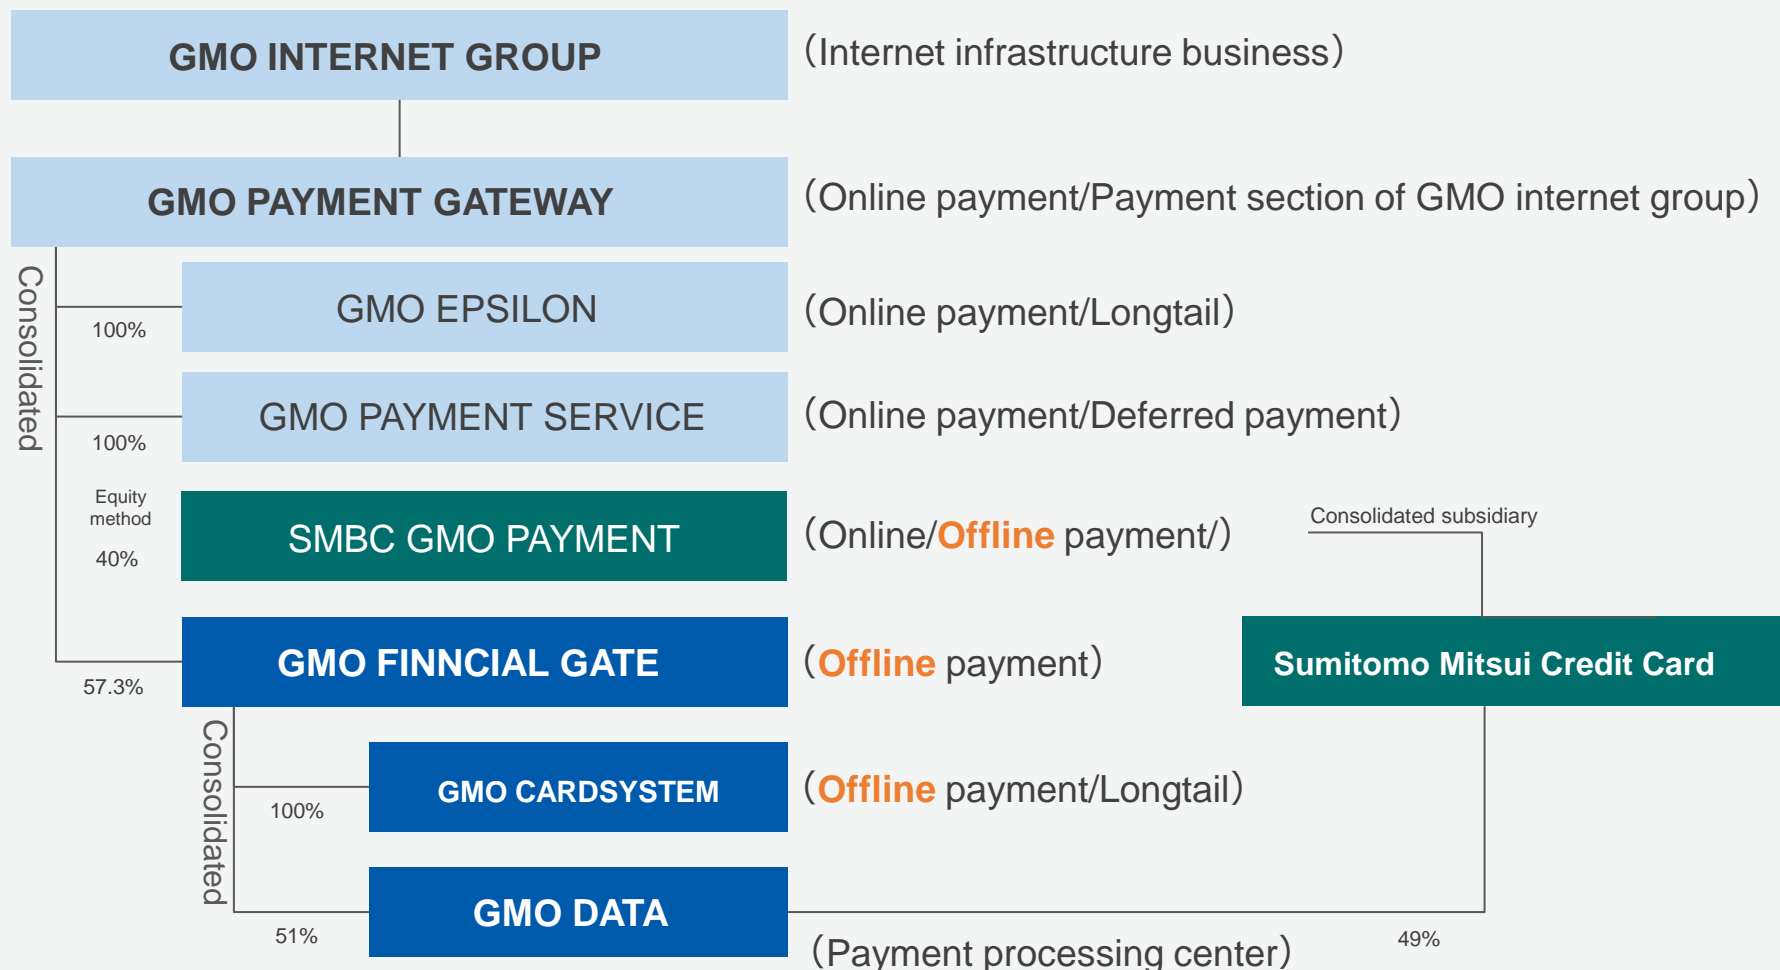 GMO INTERNET GROUP
（Internet infrastructure business）
GMO PAYMENT GATEWAY
（Online payment/Payment section of GMO internet group）
Consolidated
GMO EPSILON
（Online payment/Longtail）
100%
GMO PAYMENT SERVICE
（Online payment/Deferred payment）
100%
Equity
method
40%
SMBC GMO PAYMENT
（Online/Offline payment/）
Consolidated subsidiary
GMO FINNCIAL GATE
（Offline payment）
Sumitomo Mitsui Credit Card
57.3%
Consolidated
GMO CARDSYSTEM
（Offline payment/Longtail）
100%
GMO DATA
51%
（Payment processing center）
49%